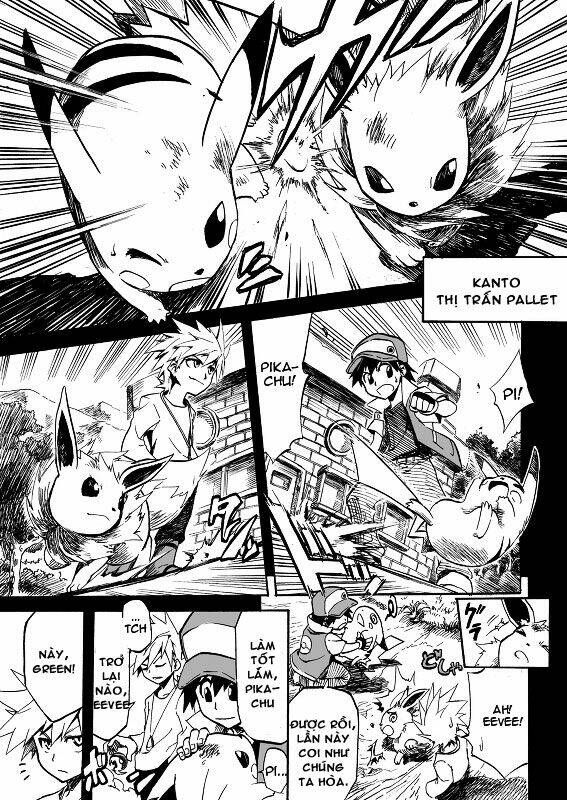 KANTO
THỊ TRẤN PALLET
PIKA-
CHU!
PI!
AH!
EEVEE!
ĐƯỢC RỒI,
LẦN NÀY
COI NHƯ
CHÚNG
TA HÒA.
LÀM
TỐT
LẮM,
PIKA-
CHU
PI...
...
TCH
TRỞ
LẠI
NÀO,
EEVEE
NÀY,
GREEN!